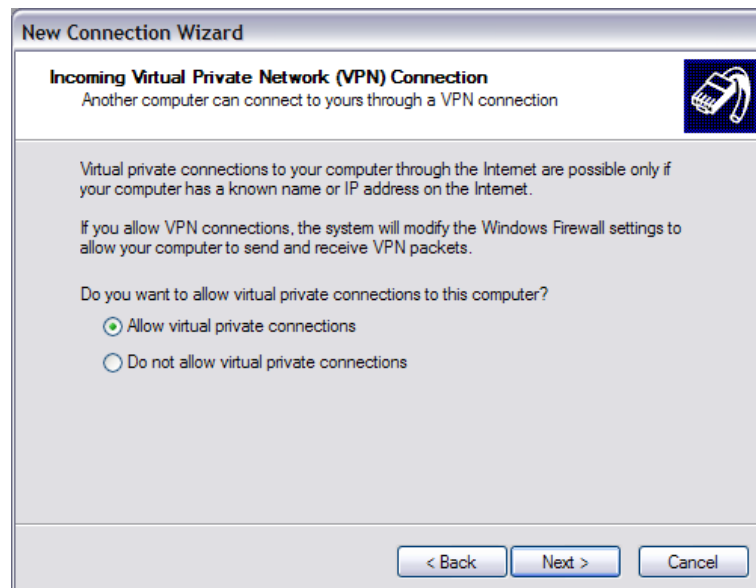 New Connection Wizard
Incoming Virtual Private Network (VPN) Connection
Another computer can connect to yours through a VPN connection
Virtual private connections to your computer through the Internet are possible only if
your computer has a known name or IP address on the Internet.
If you allow VPN connections, the system will modify the Windows Firewall settings to
allow your computer to send and receive VPN packets.
Do you want to allow virtual private connections to this computer?
Allow virtual private connections
Do not allow virtual private connections
< Back Next > Cancel